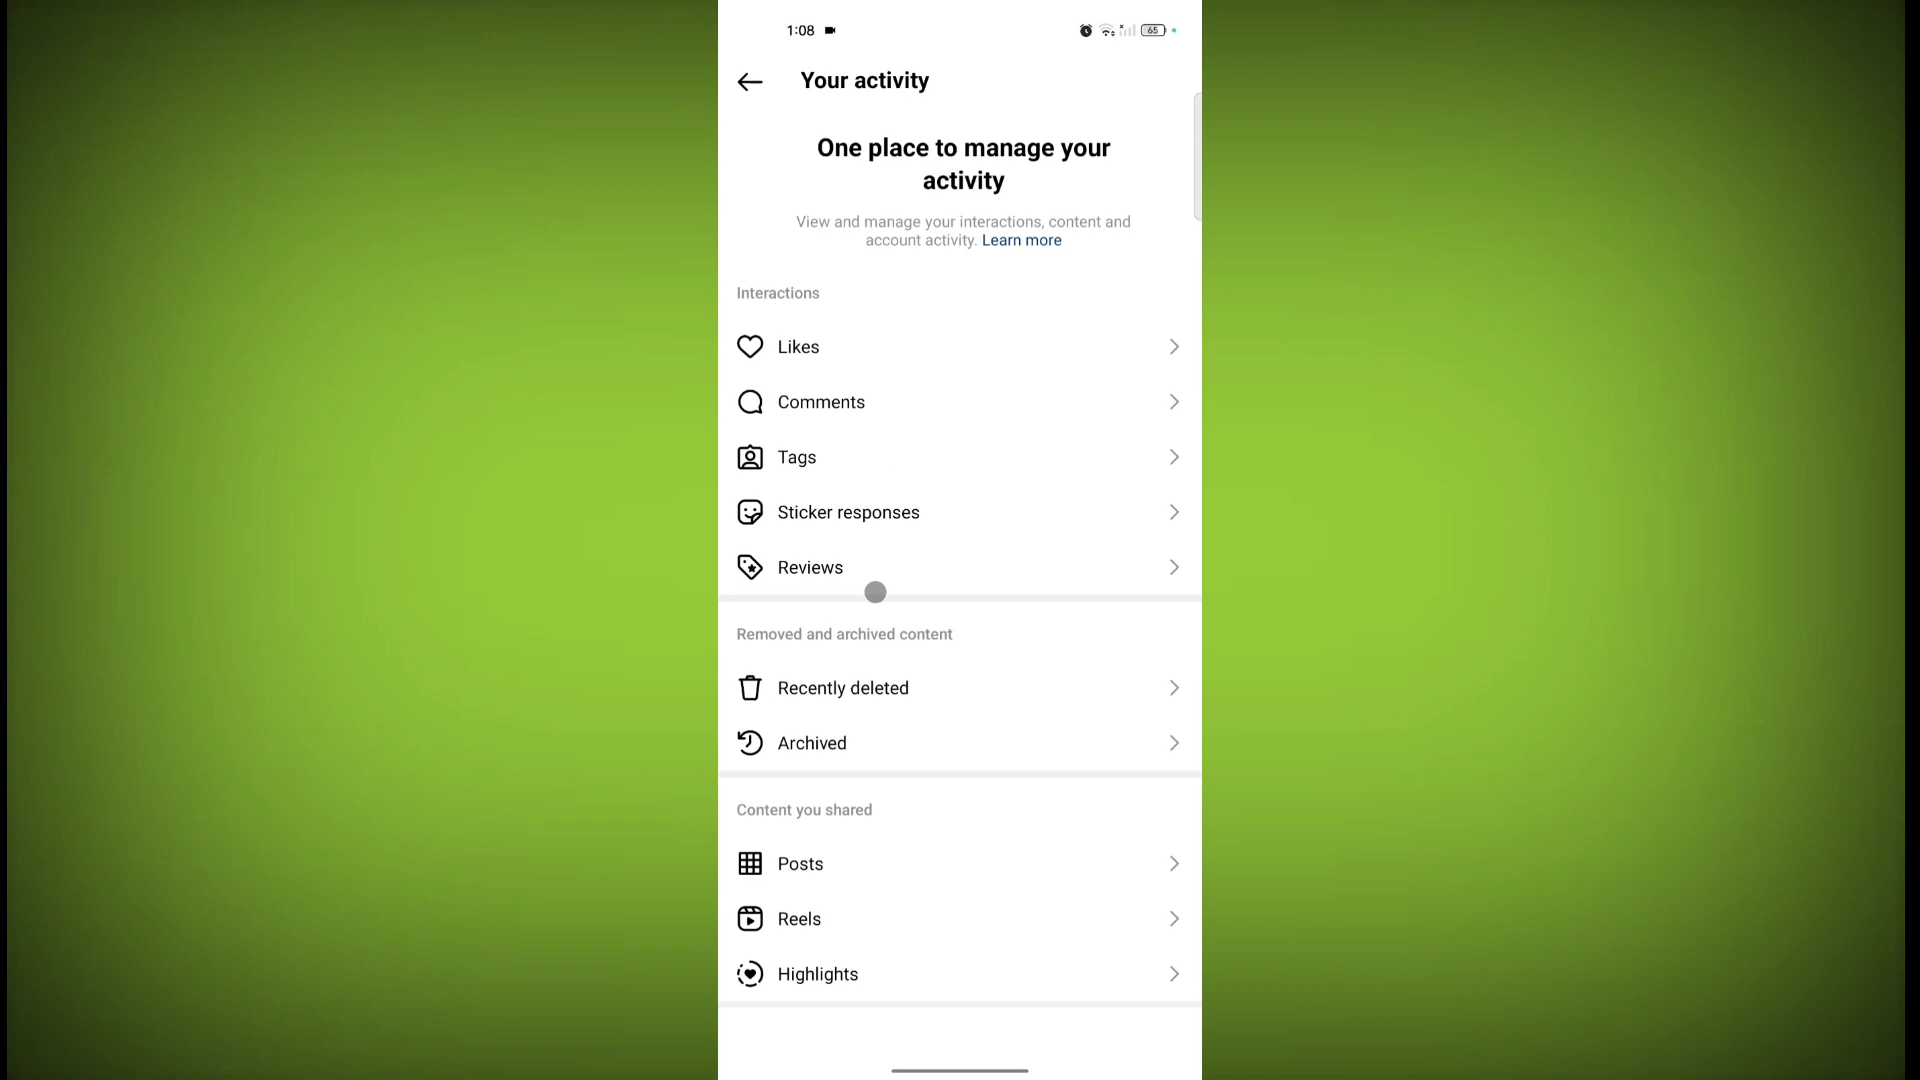 1:08
65
Your activity
One place to manage your
activity
View and manage your interactions, content and
account activity. Learn more
Interactions
Likes
Comments
Tags
Sticker responses
Reviews
Removed and archived content
Recently deleted
Archived
Content you shared
Posts
Reels
Highlights